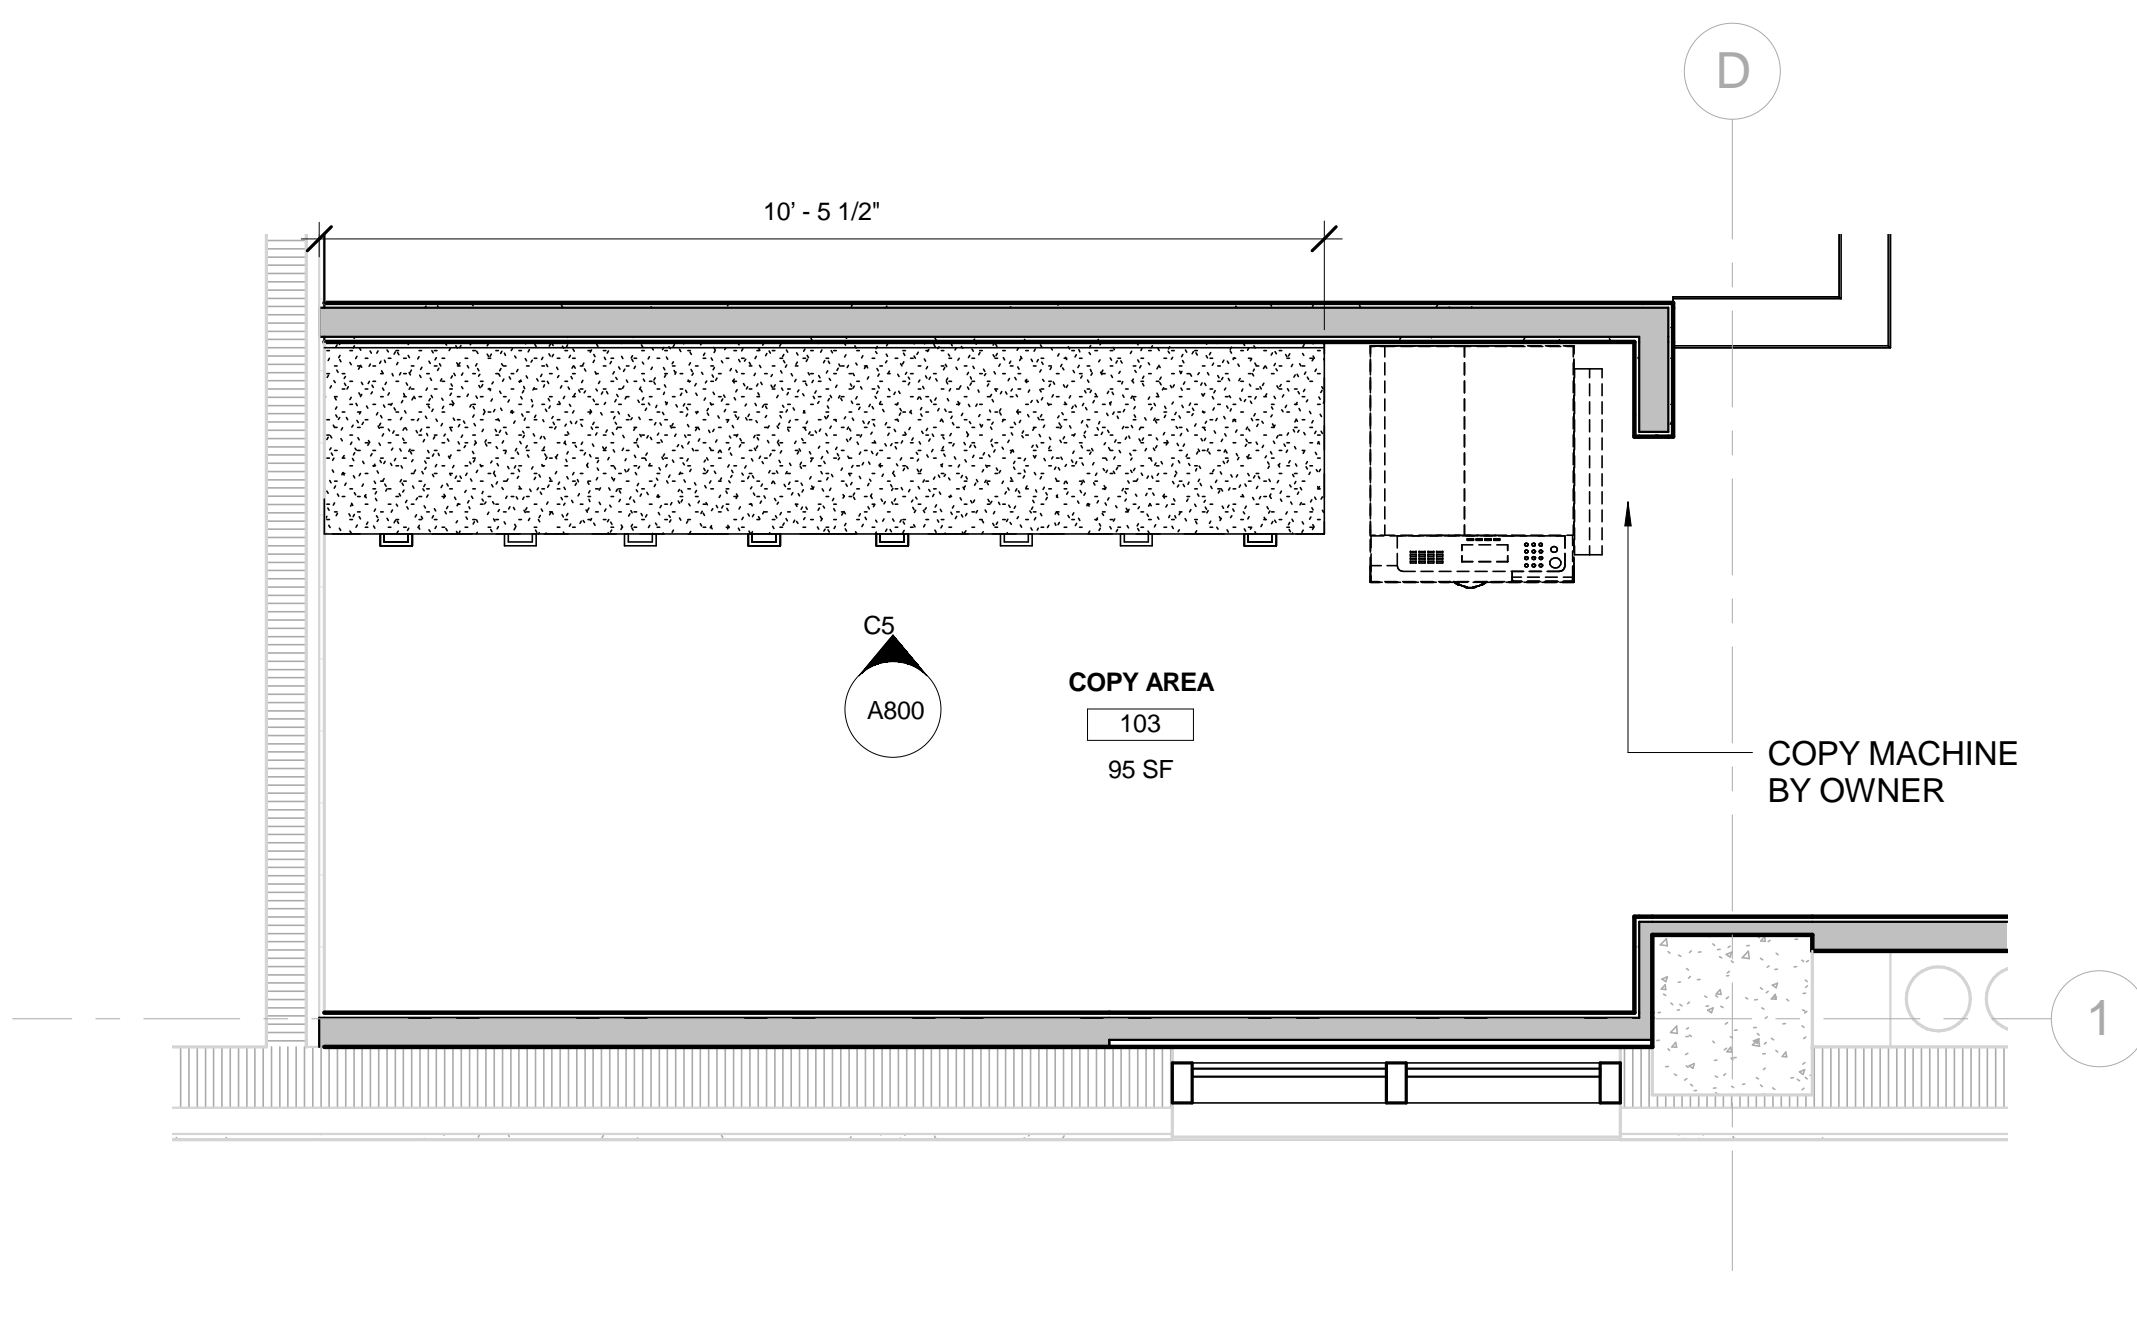 D
10’ - 5 1/2"
C5
A800
COPY AREA
103
95 SF
COPY MACHINE
BY OWNER
1